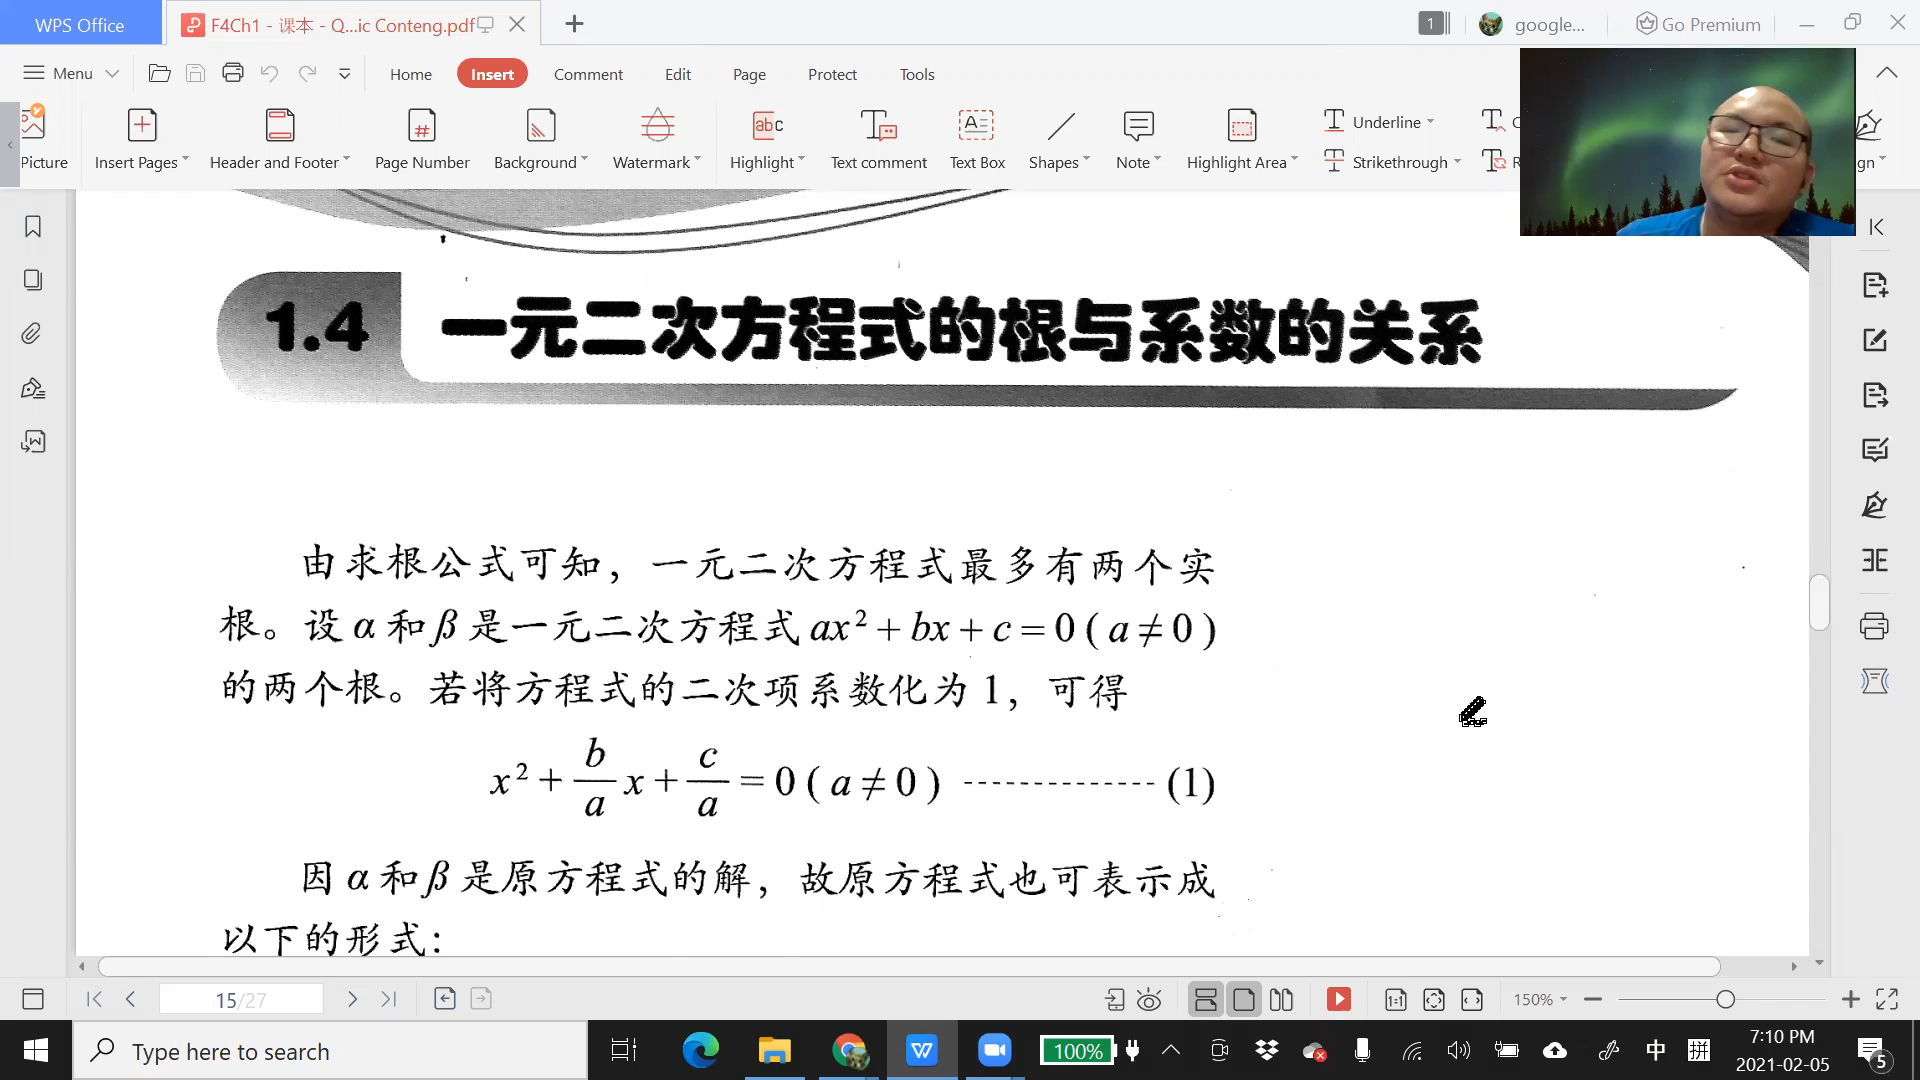 WPS Office
F4Ch1 - 课本 - Q...ic Conteng.pdf
1
google...
Go Premium
Menu
Home
Insert
Comment
Edit
Page
Protect
Tools
Picture
Insert Pages
Header and Footer
Page Number
Background
Watermark
Highlight
Text comment
Text Box
Shapes
Note
Highlight Area
Underline
Strikethrough
1.4 一元二次方程式的根与系数的关系
由求根公式可知，一元二次方程式最多有两个实
根。设 α 和 β 是一元二次方程式 ax² + bx + c = 0 ( a ≠ 0 )
的两个根。若将方程式的二次项系数化为 1，可得
x² + b/a x + c/a = 0 ( a ≠ 0 ) ------------- (1)
因 α 和 β 是原方程式的解，故原方程式也可表示成
以下的形式：
15/27
1:1
150%
Type here to search
100%
中
拼
7:10 PM
2021-02-05
5